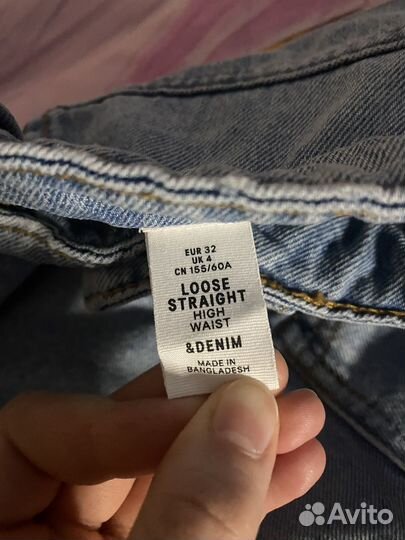 EUR 32
UK 4
CN 155/60A
LOOSE
STRAIGHT
HIGH
WAIST
&DENIM
MADE IN
BANGLADESH
Avito